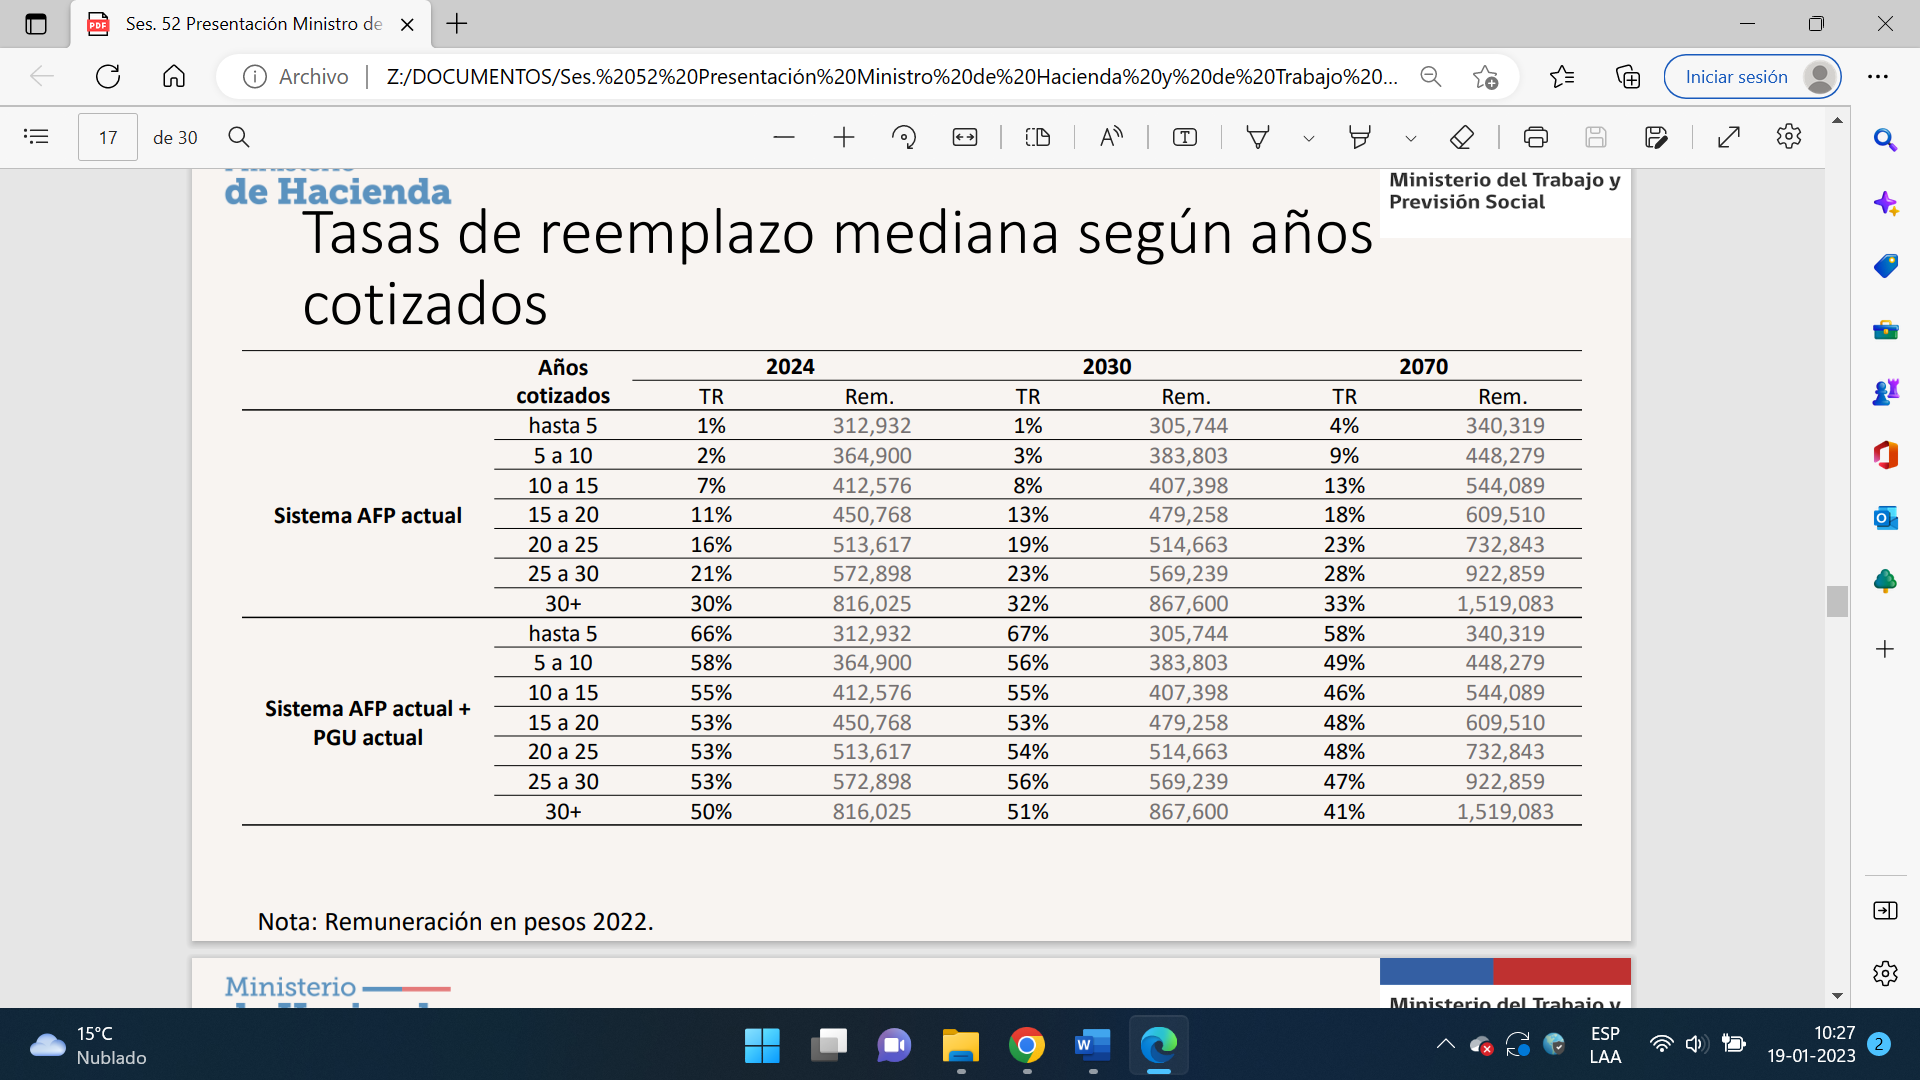 Ses. 52 Presentación Ministro de
Archivo
Z:/DOCUMENTOS/Ses.%2052%20Presentación%20Ministro%20de%20Hacienda%20y%20de%20Trabajo%20...
Iniciar sesión
17 de 30
de Hacienda
Ministerio del Trabajo y
Previsión Social
Tasas de reemplazo mediana según años
cotizados
Años cotizados 2024 2030 2070
TR Rem. TR Rem. TR Rem.
Sistema AFP actual
hasta 5 1% 312,932 1% 305,744 4% 340,319
5 a 10 2% 364,900 3% 383,803 9% 448,279
10 a 15 7% 412,576 8% 407,398 13% 544,089
15 a 20 11% 450,768 13% 479,258 18% 609,510
20 a 25 16% 513,617 19% 514,663 23% 732,843
25 a 30 21% 572,898 23% 569,239 28% 922,859
30+ 30% 816,025 32% 867,600 33% 1,519,083
Sistema AFP actual +
PGU actual
hasta 5 66% 312,932 67% 305,744 58% 340,319
5 a 10 58% 364,900 56% 383,803 49% 448,279
10 a 15 55% 412,576 55% 407,398 46% 544,089
15 a 20 53% 450,768 53% 479,258 48% 609,510
20 a 25 53% 513,617 54% 514,663 48% 732,843
25 a 30 53% 572,898 56% 569,239 47% 922,859
30+ 50% 816,025 51% 867,600 41% 1,519,083
Nota: Remuneración en pesos 2022.
Ministerio
Ministerio del Trabajo y
15°C
Nublado
ESP
LAA
10:27
19-01-2023
2